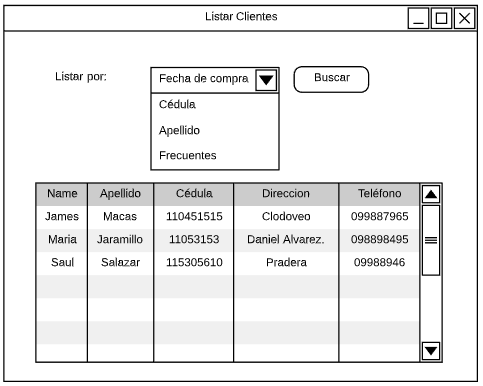 Listar Clientes
Listar por:
Fecha de compra
Buscar
Cédula
Apellido
Frecuentes
Name Apellido Cédula Direccion Teléfono
James Macas 110451515 Clodoveo 099887965
Maria Jaramillo 11053153 Daniel Alvarez. 098898495
Saul Salazar 115305610 Pradera 09988946